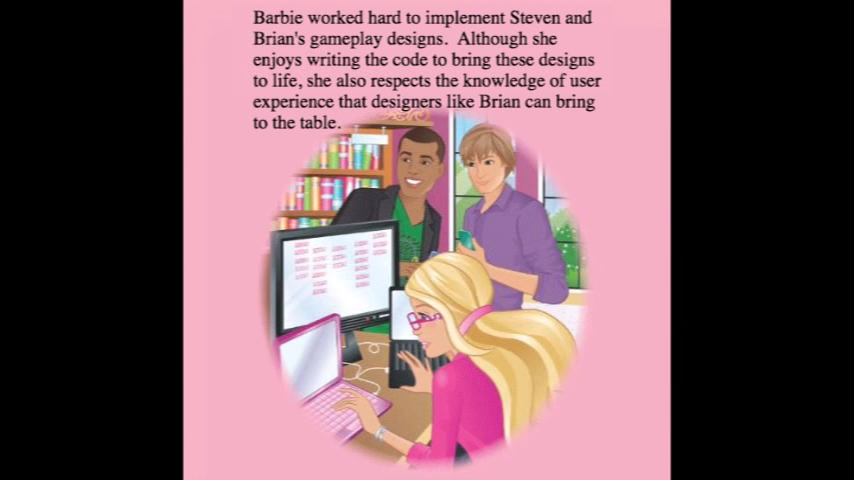 Barbie worked hard to implement Steven and
Brian's gameplay designs.  Although she
enjoys writing the code to bring these designs
to life, she also respects the knowledge of user
experience that designers like Brian can bring
to the table.